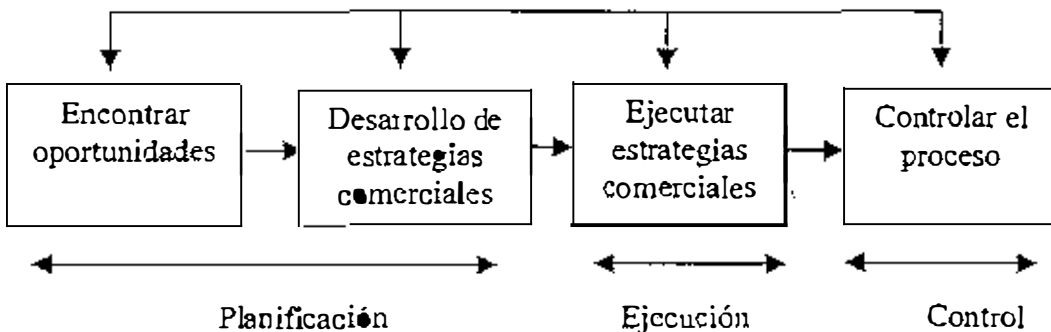 Encontrar
oportunidades
Desarrollo de
estrategias
comerciales
Ejecutar
estrategias
comerciales
Controlar el
proceso
Planificación
Ejecución
Control